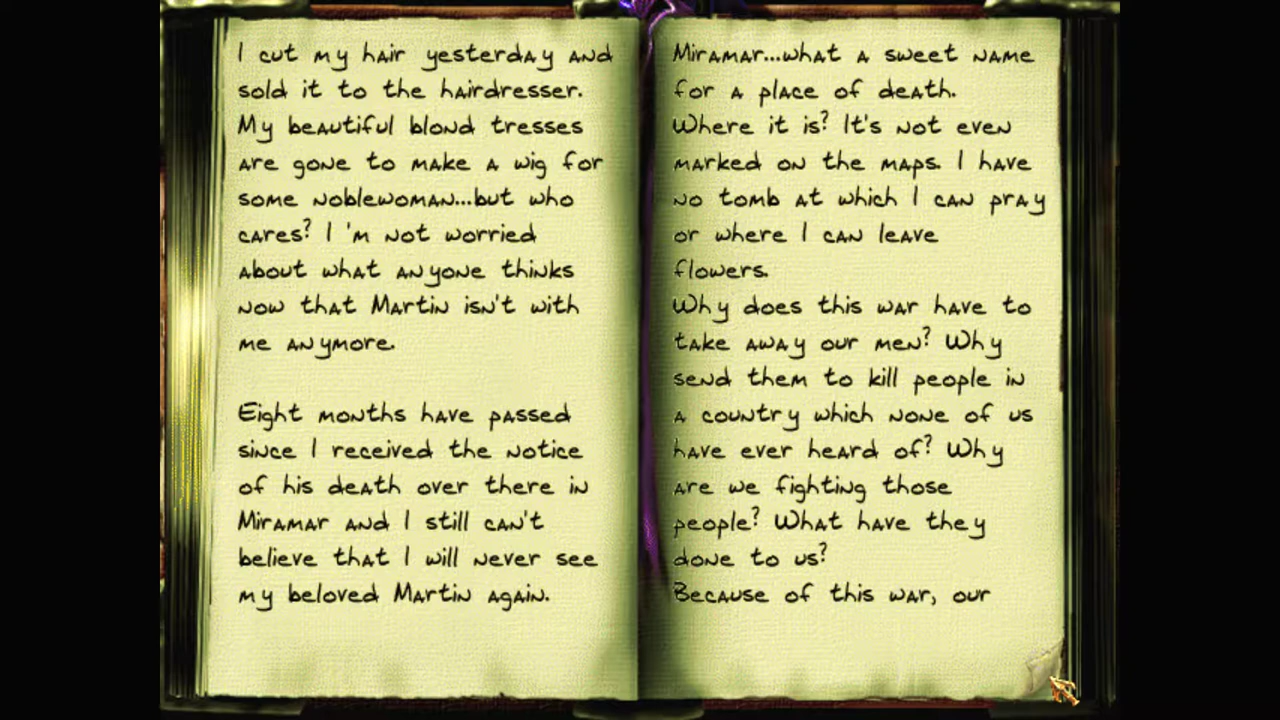 I cut my hair yesterday and
sold it to the hairdresser.
My beautiful blond tresses
are gone to make a wig for
some noblewoman...but who
cares? I 'm not worried
about what anyone thinks
now that Martin isn't with
me anymore.
Eight months have passed
since I received the notice
of his death over there in
Miramar and I still can't
believe that I will never see
my beloved Martin again.
Miramar...what a sweet name
for a place of death.
Where it is? It's not even
marked on the maps. I have
no tomb at which I can pray
or where I can leave
flowers.
Why does this war have to
take away our men? Why
send them to kill people in
a country which none of us
have ever heard of? Why
are we fighting those
people? What have they
done to us?
Because of this war, our